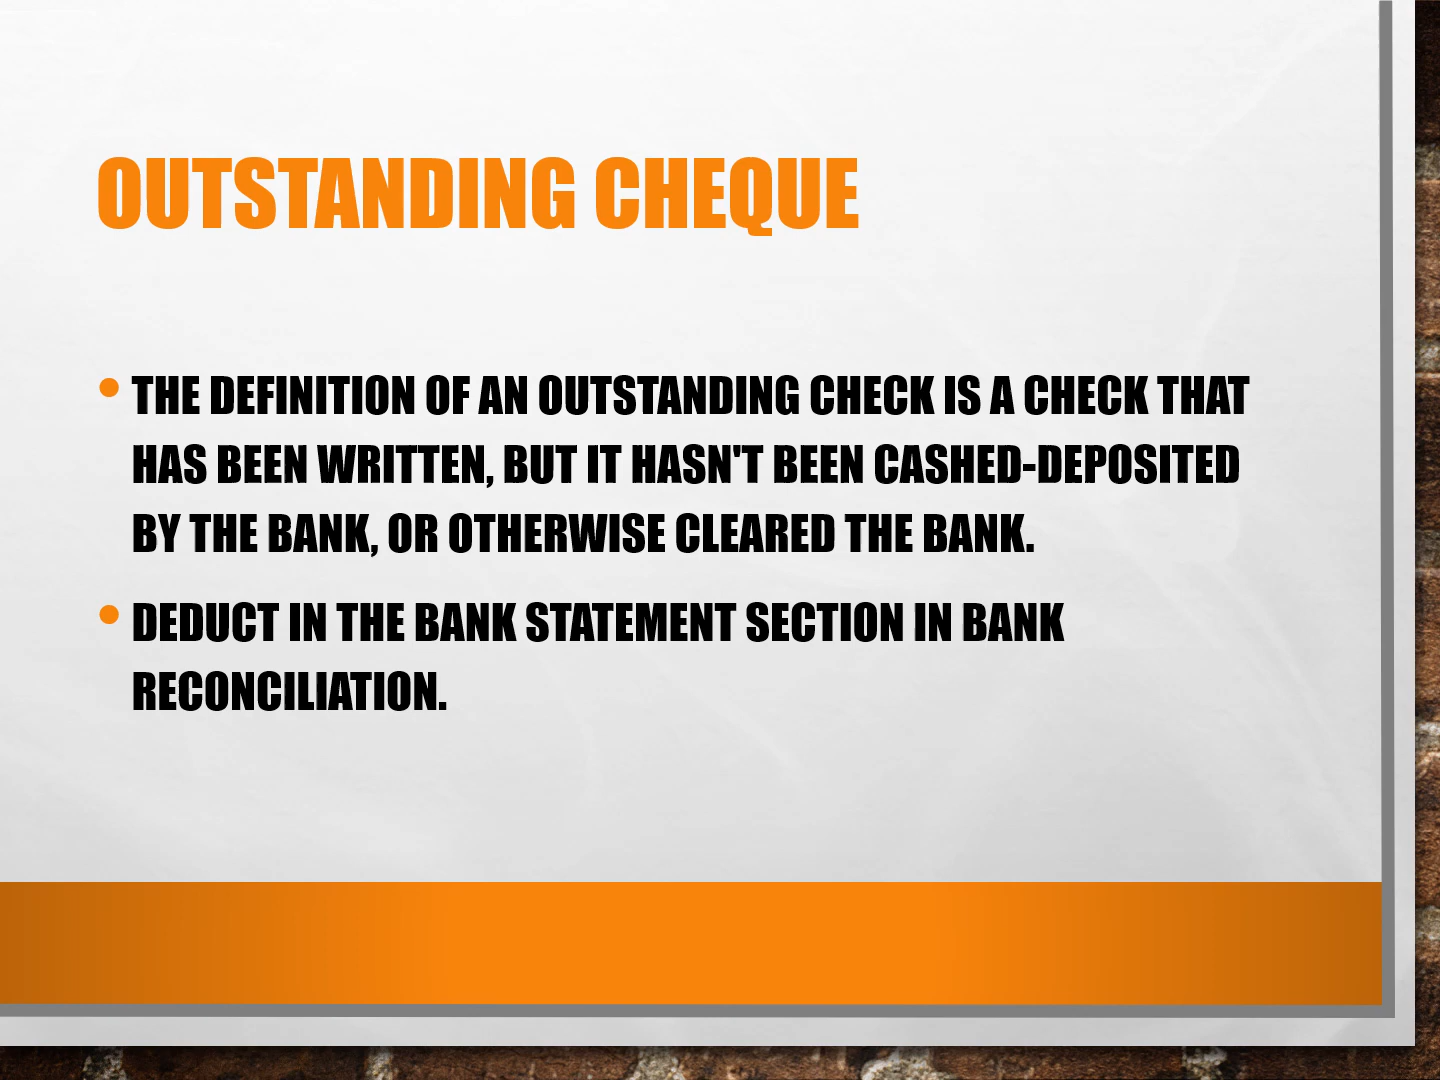 OUTSTANDING CHEQUE
• THE DEFINITION OF AN OUTSTANDING CHECK IS A CHECK THAT
HAS BEEN WRITTEN, BUT IT HASN'T BEEN CASHED-DEPOSITED
BY THE BANK, OR OTHERWISE CLEARED THE BANK.
• DEDUCT IN THE BANK STATEMENT SECTION IN BANK
RECONCILIATION.